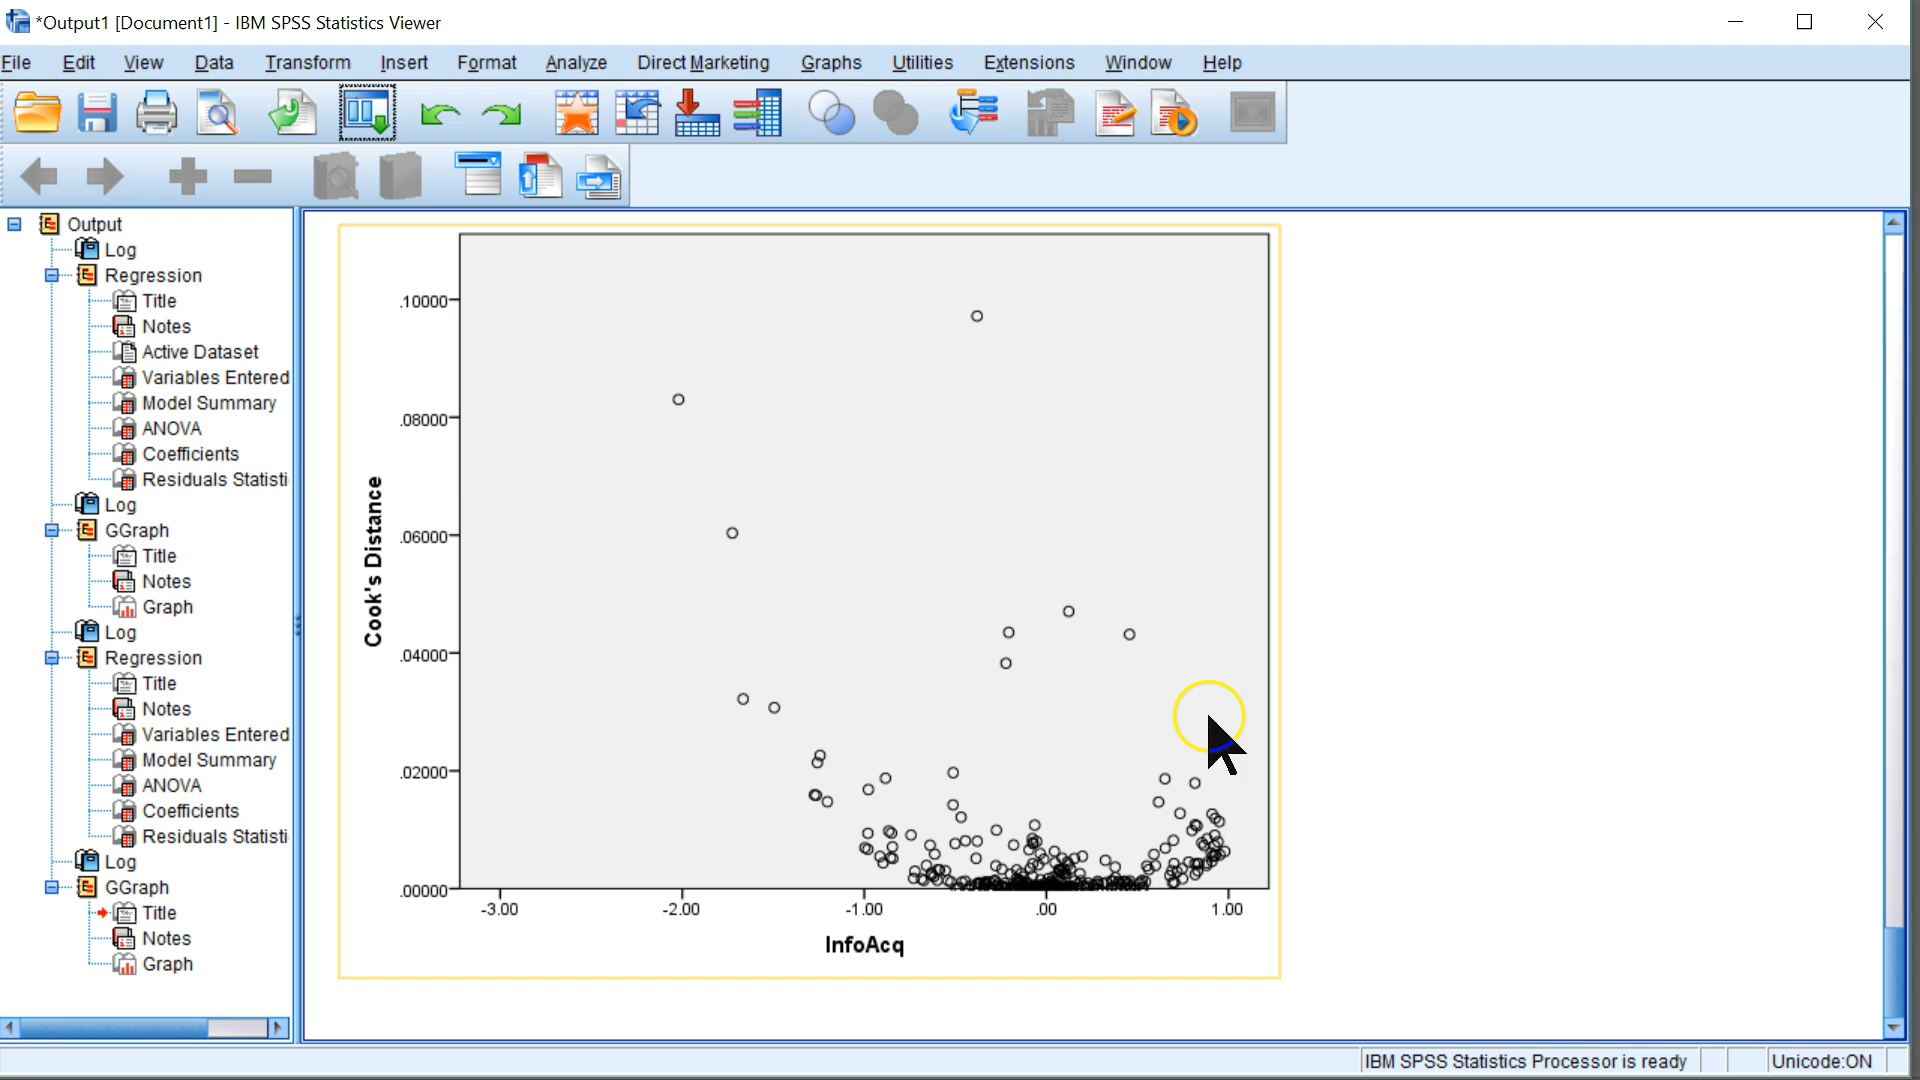 *Output1 [Document1] - IBM SPSS Statistics Viewer
File Edit View Data Transform Insert Format Analyze Direct Marketing Graphs Utilities Extensions Window Help
Output
Log
Regression
Title
Notes
Active Dataset
Variables Entered
Model Summary
ANOVA
Coefficients
Residuals Statisti
Log
GGraph
Title
Notes
Graph
Log
Regression
Title
Notes
Variables Entered
Model Summary
ANOVA
Coefficients
Residuals Statisti
Log
GGraph
Title
Notes
Graph
Cook's Distance
.10000
.08000
.06000
.04000
.02000
.00000
-3.00 -2.00 -1.00 .00 1.00
InfoAcq
IBM SPSS Statistics Processor is ready Unicode:ON